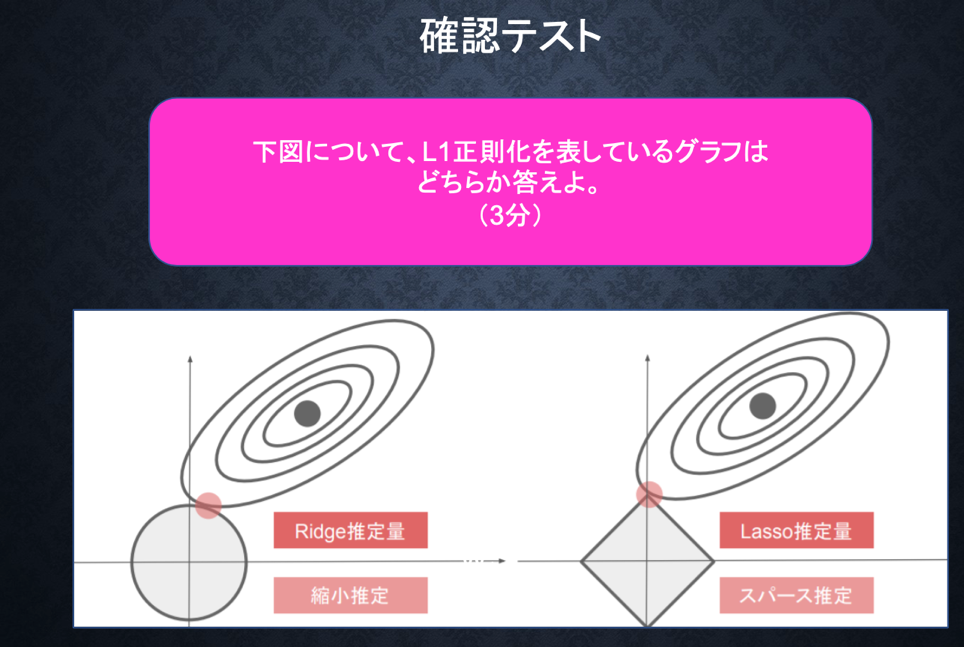 確認テスト
下図について、L1正則化を表しているグラフは
どちらか答えよ。
（3分）
Ridge推定量
縮小推定
Lasso推定量
スパース推定